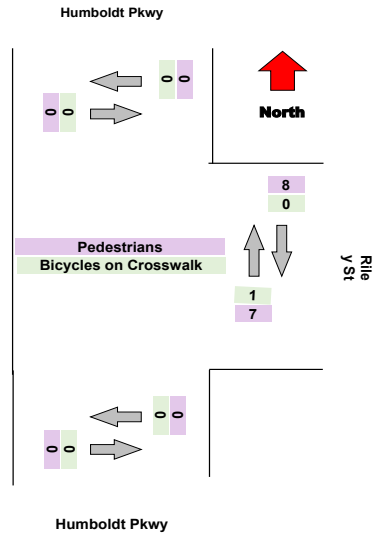 Humboldt Pkwy
0 0
0 0
North
8
0
Pedestrians
Bicycles on Crosswalk
Rile
y St
1
7
0 0
0 0
Humboldt Pkwy